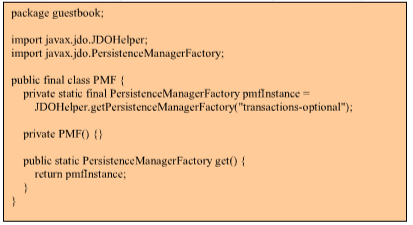 package guestbook;
import javax.jdo.JDOHelper;
import javax.jdo.PersistenceManagerFactory;
public final class PMF {
private static final PersistenceManagerFactory pmfInstance =
JDOHelper.getPersistenceManagerFactory("transactions-optional");
private PMF() {}
public static PersistenceManagerFactory get() {
return pmfInstance;
}
}